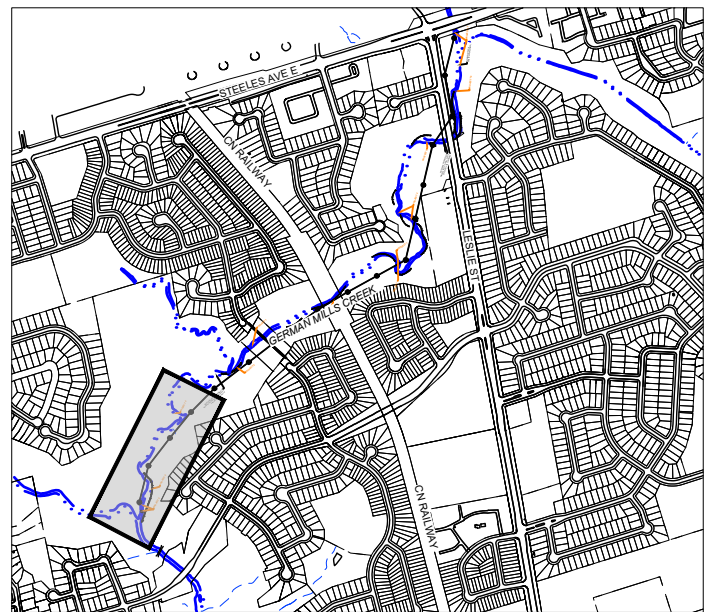 STEELES AVE E
CN RAILWAY
LESLIE ST
GERMAN MILLS CREEK
CN RAILWAY